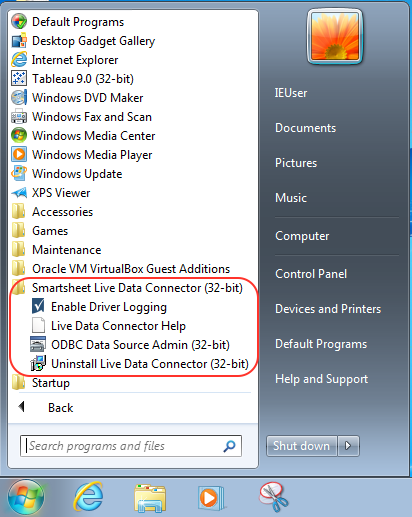 Default Programs
Desktop Gadget Gallery
Internet Explorer
Tableau 9.0 (32-bit)
Windows DVD Maker
Windows Fax and Scan
Windows Media Center
Windows Media Player
Windows Update
XPS Viewer
Accessories
Games
Maintenance
Oracle VM VirtualBox Guest Additions
Smartsheet Live Data Connector (32-bit)
Enable Driver Logging
Live Data Connector Help
ODBC Data Source Admin (32-bit)
Uninstall Live Data Connector (32-bit)
Startup
Back
Search programs and files
IEUser
Documents
Pictures
Music
Computer
Control Panel
Devices and Printers
Default Programs
Help and Support
Shut down